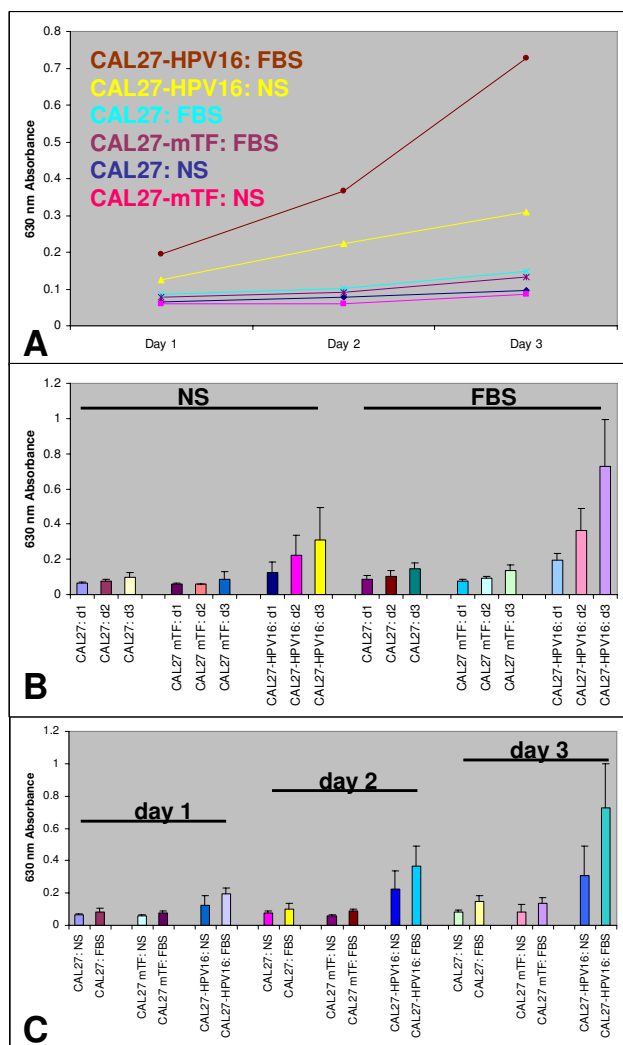 0.8
0.7
0.6
0.5
0.4
0.3
0.2
0.1
0
630 nm Absorbance
CAL27-HPV16: FBS
CAL27-HPV16: NS
CAL27: FBS
CAL27-mTF: FBS
CAL27: NS
CAL27-mTF: NS
Day 1
Day 2
Day 3
A
1.2
1
0.8
0.6
0.4
0.2
0
630 nm Absorbance
NS
FBS
CAL27: d1
CAL27: d2
CAL27: d3
CAL27 mTF: d1
CAL27 mTF: d2
CAL27 mTF: d3
CAL27-HPV16: d1
CAL27-HPV16: d2
CAL27-HPV16: d3
CAL27: d1
CAL27: d2
CAL27: d3
CAL27 mTF: d1
CAL27 mTF: d2
CAL27 mTF: d3
CAL27-HPV16: d1
CAL27-HPV16: d2
CAL27-HPV16: d3
B
1.2
1
0.8
0.6
0.4
0.2
0
630 nm Absorbance
day 1
day 2
day 3
CAL27: NS
CAL27: FBS
CAL27 mTF: NS
CAL27 mTF: FBS
CAL27-HPV16: NS
CAL27-HPV16: FBS
CAL27: NS
CAL27: FBS
CAL27 mTF: NS
CAL27 mTF: FBS
CAL27-HPV16: NS
CAL27-HPV16: FBS
CAL27: NS
CAL27: FBS
CAL27 mTF: NS
CAL27 mTF: FBS
CAL27-HPV16: NS
CAL27-HPV16: FBS
C